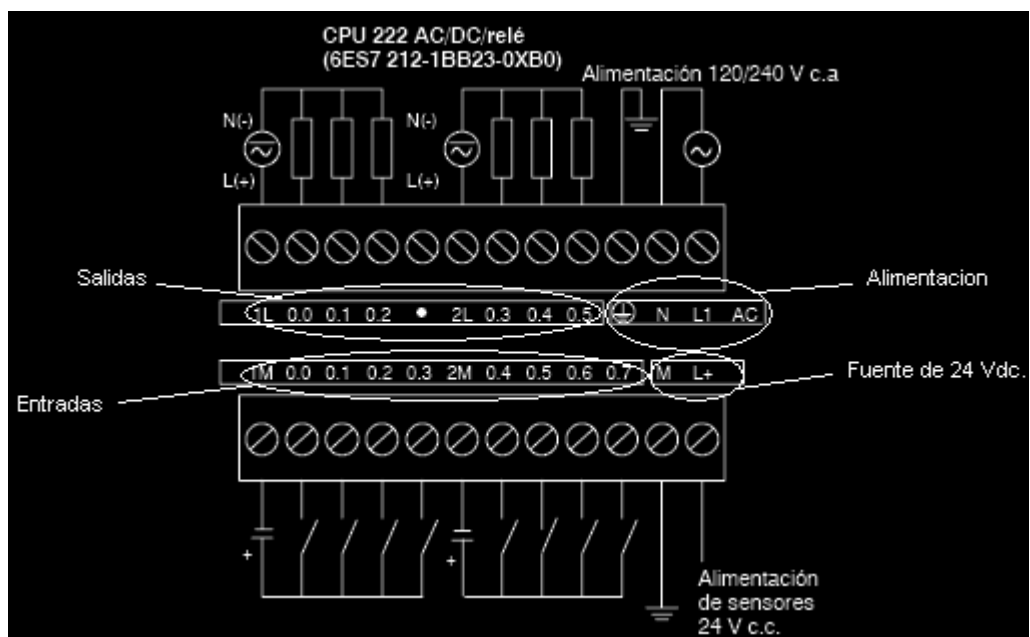 CPU 222 AC/DC/relé
(6ES7 212-1BB23-0XB0)
Alimentación 120/240 V c.a
N(-)
N(-)
L(+)
L(+)
Salidas
Alimentacion
1L 0.0 0.1 0.2 • 2L 0.3 0.4 0.5 N L1 AC
1M 0.0 0.1 0.2 0.3 2M 0.4 0.5 0.6 0.7 M L+
Fuente de 24 Vdc.
Entradas
+
+
Alimentación
de sensores
24 V c.c.